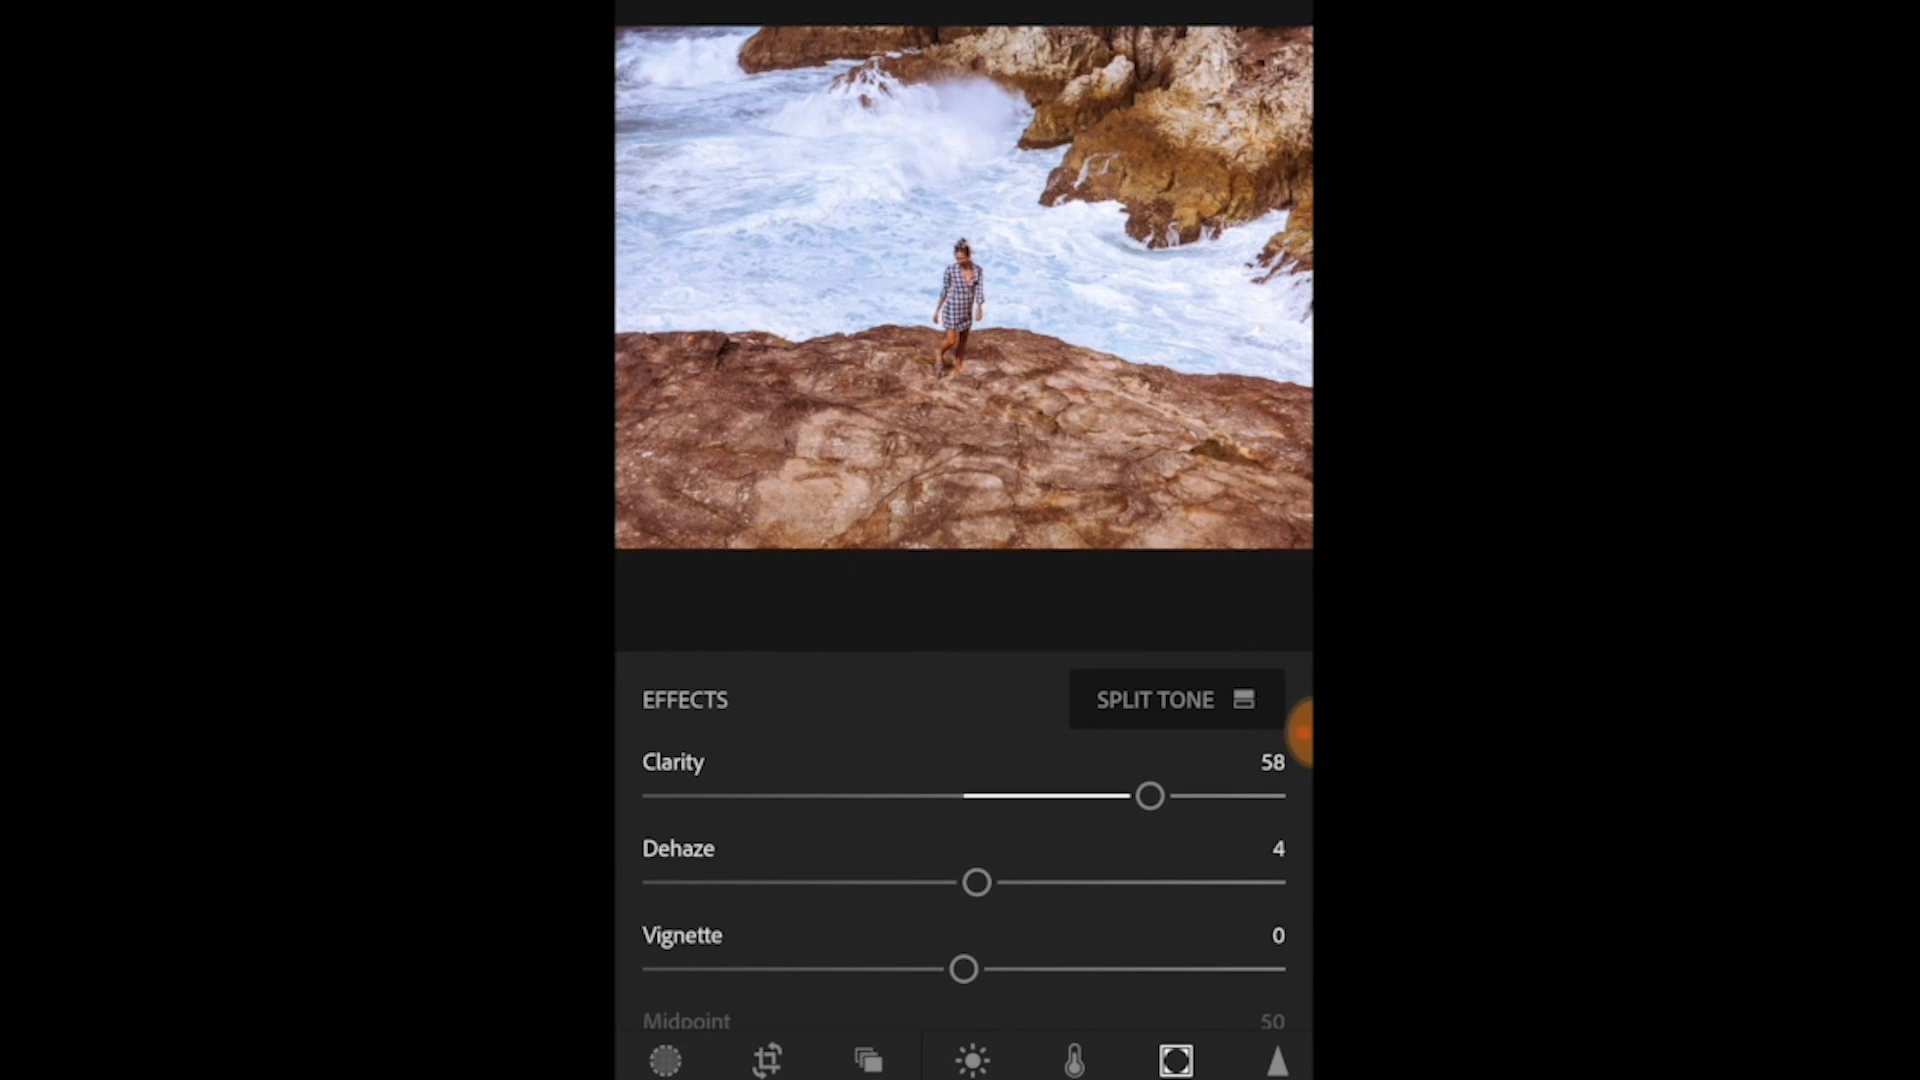 EFFECTS
SPLIT TONE
Clarity 58
Dehaze 4
Vignette 0
Midpoint 50